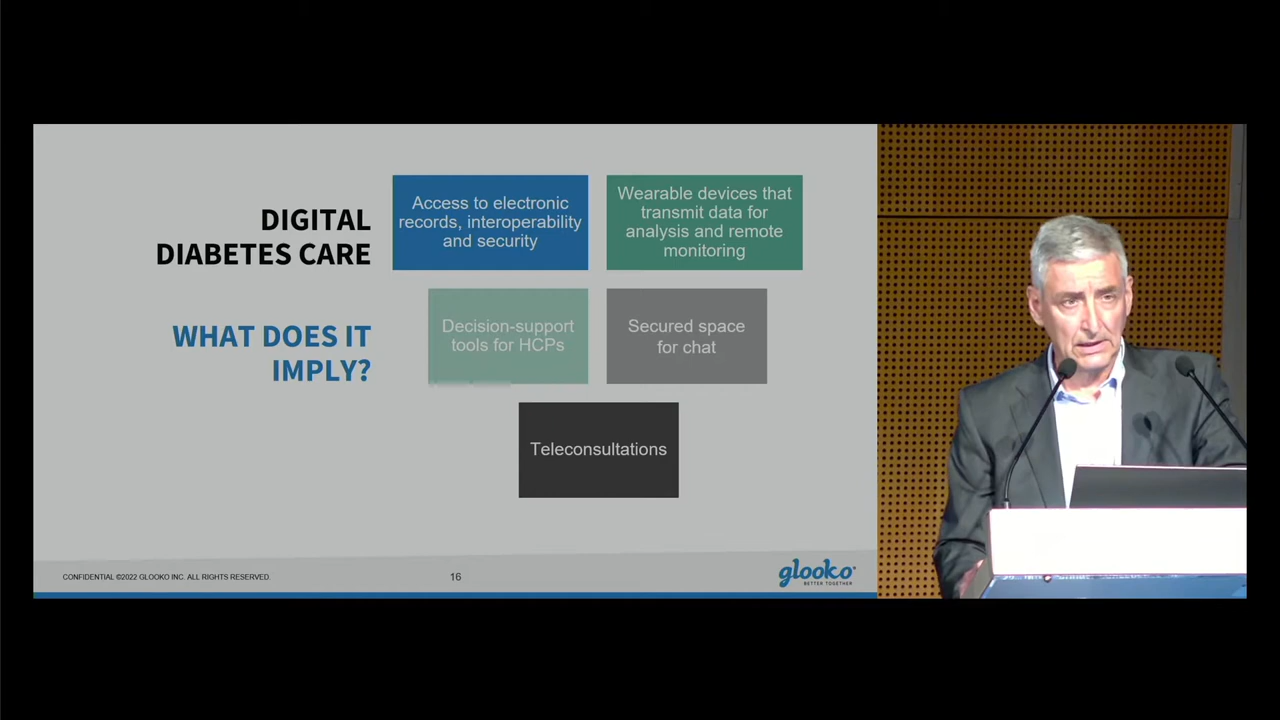 DIGITAL
DIABETES CARE
WHAT DOES IT
IMPLY?
Access to electronic
records, interoperability
and security
Wearable devices that
transmit data for
analysis and remote
monitoring
Decision-support
tools for HCPs
Secured space
for chat
Teleconsultations
CONFIDENTIAL ©2022 GLOOKO INC. ALL RIGHTS RESERVED.
16
glooko
BETTER TOGETHER